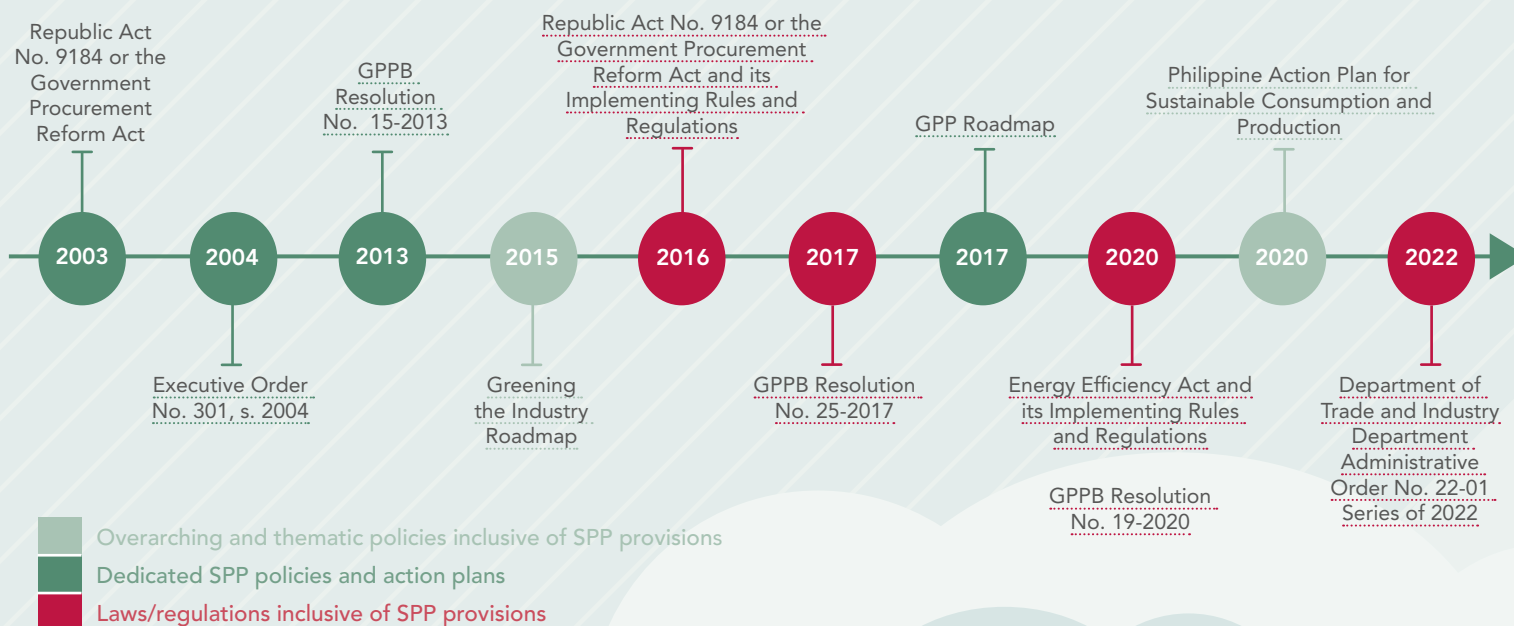 Republic Act
No. 9184 or the
Government
Procurement
Reform Act
GPPB
Resolution
No. 15-2013
Republic Act No. 9184 or the
Government Procurement
Reform Act and its
Implementing Rules and
Regulations
GPP Roadmap
Philippine Action Plan for
Sustainable Consumption and
Production
2003
2004
2013
2015
2016
2017
2017
2020
2020
2022
Executive Order
No. 301, s. 2004
Greening
the Industry
Roadmap
GPPB Resolution
No. 25-2017
Energy Efficiency Act and
its Implementing Rules
and Regulations
GPPB Resolution
No. 19-2020
Department of
Trade and Industry
Department
Administrative
Order No. 22-01
Series of 2022
Overarching and thematic policies inclusive of SPP provisions
Dedicated SPP policies and action plans
Laws/regulations inclusive of SPP provisions